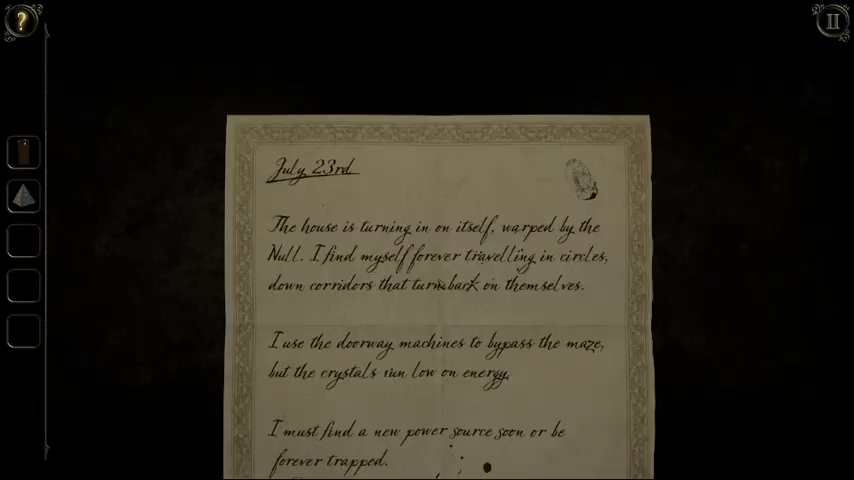 July 23rd
The house is turning in on itself, warped by the
Null. I find myself forever travelling in circles,
down corridors that turn back on themselves.
I use the doorway machines to bypass the maze,
but the crystals run low on energy.
I must find a new power source soon or be
forever trapped.